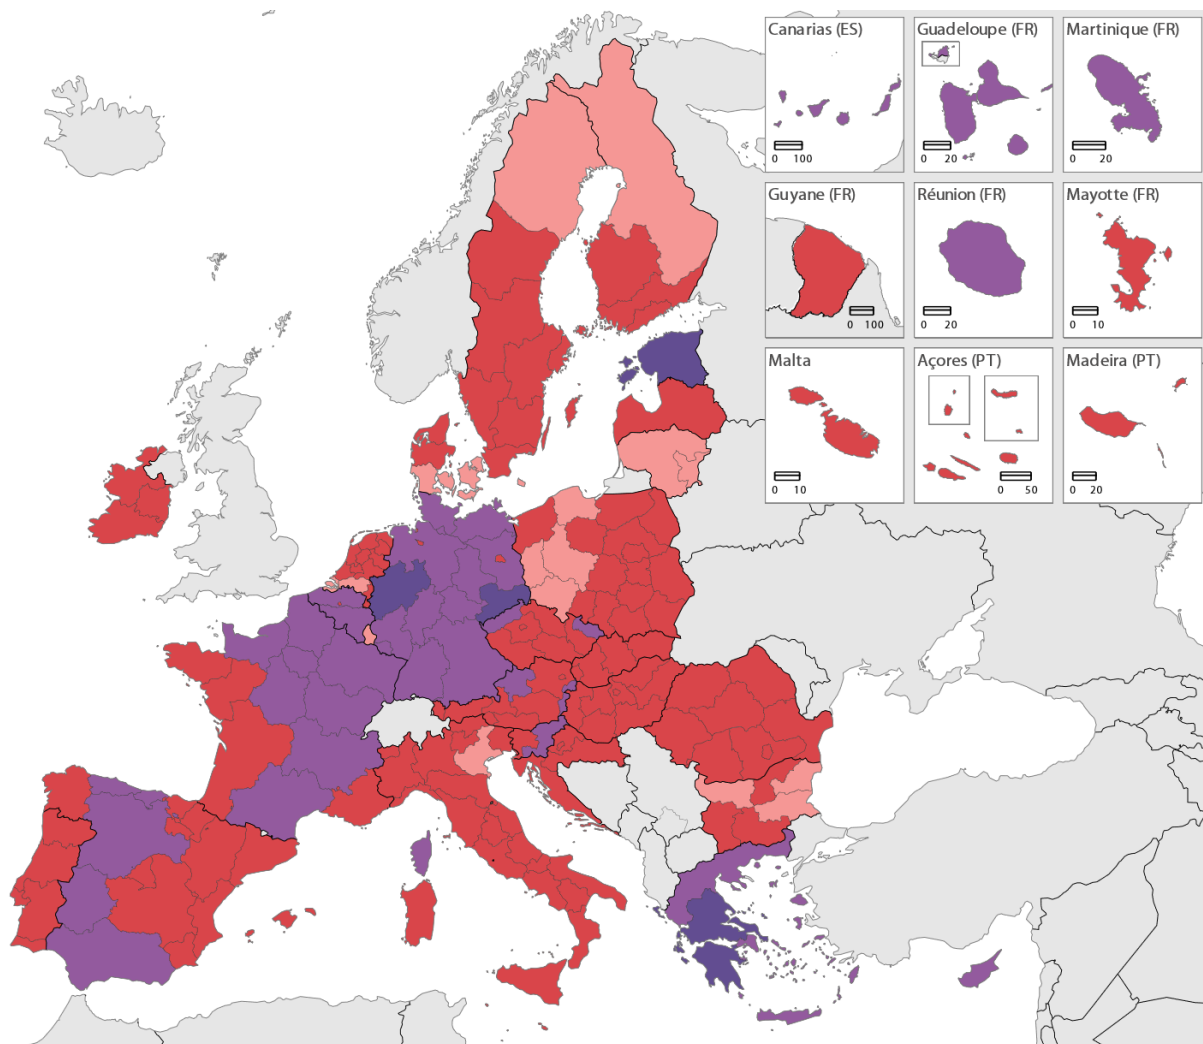 Canarias (ES)
0 100
Guadeloupe (FR)
0 20
Martinique (FR)
0 20
Guyane (FR)
0 100
Réunion (FR)
0 20
Mayotte (FR)
0 10
Malta
0 10
Açores (PT)
0 50
Madeira (PT)
0 20